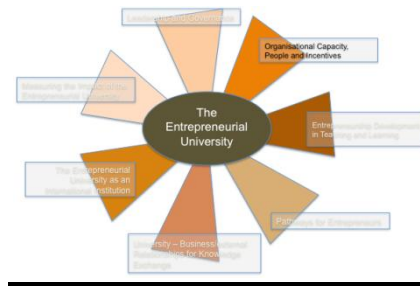 Leadership and Governance
Organisational Capacity,
People and Incentives
Measuring the Impact of the
Entrepreneurial University
The
Entrepreneurial
University
Entrepreneurship Development
in Teaching and Learning
The Entrepreneurial
University as an
International Institution
Pathways for Entrepreneurs
University – Business/External
Relationships for Knowledge
Exchange